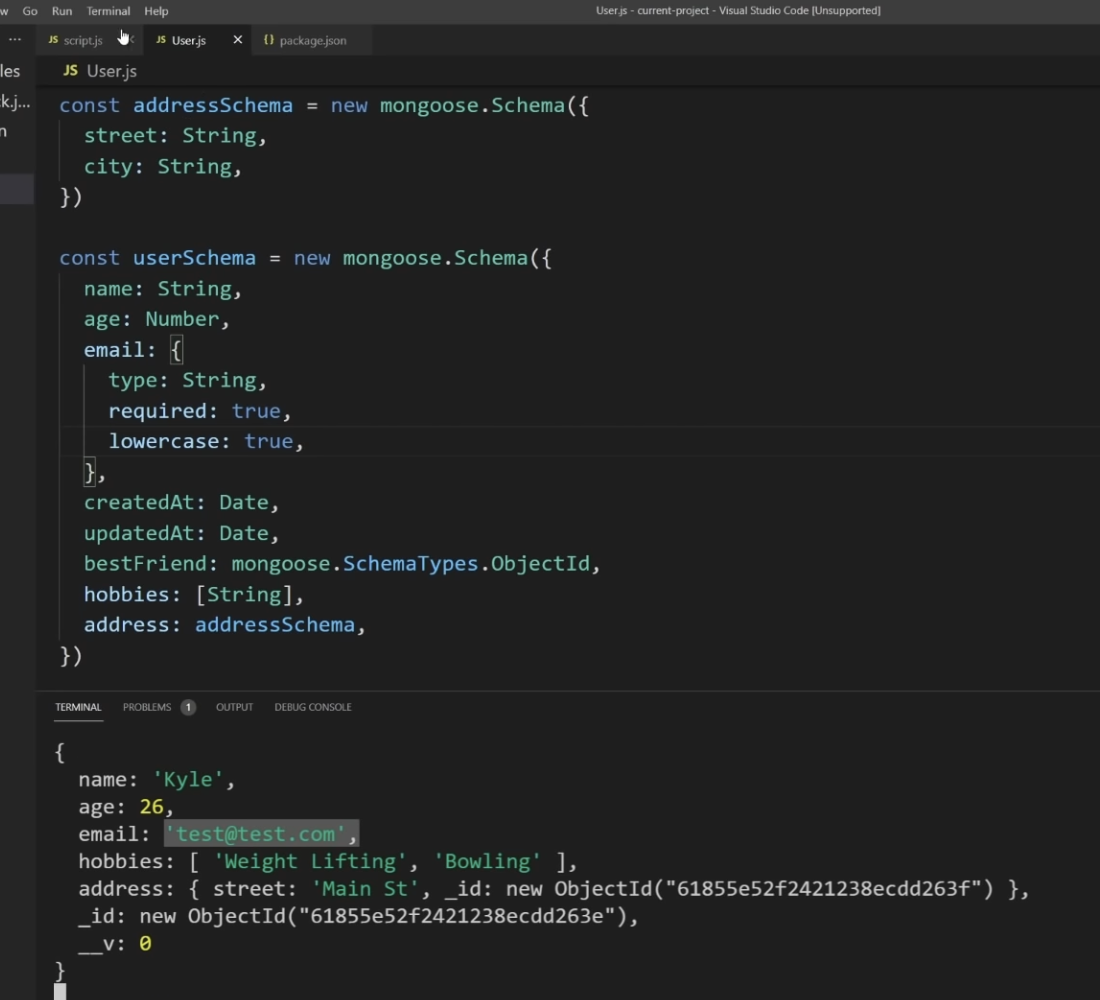 w Go Run Terminal Help User.js - current-project - Visual Studio Code [Unsupported]
··· JS script.js JS User.js × {} package.json
les JS User.js
k.j...
n
const addressSchema = new mongoose.Schema({
  street: String,
  city: String,
})
const userSchema = new mongoose.Schema({
  name: String,
  age: Number,
  email: {
    type: String,
    required: true,
    lowercase: true,
  },
  createdAt: Date,
  updatedAt: Date,
  bestFriend: mongoose.SchemaTypes.ObjectId,
  hobbies: [String],
  address: addressSchema,
})
TERMINAL PROBLEMS 1 OUTPUT DEBUG CONSOLE
{
  name: 'Kyle',
  age: 26,
  email: 'test@test.com',
  hobbies: [ 'Weight Lifting', 'Bowling' ],
  address: { street: 'Main St', _id: new ObjectId("61855e52f2421238ecdd263f") },
  _id: new ObjectId("61855e52f2421238ecdd263e"),
  __v: 0
}